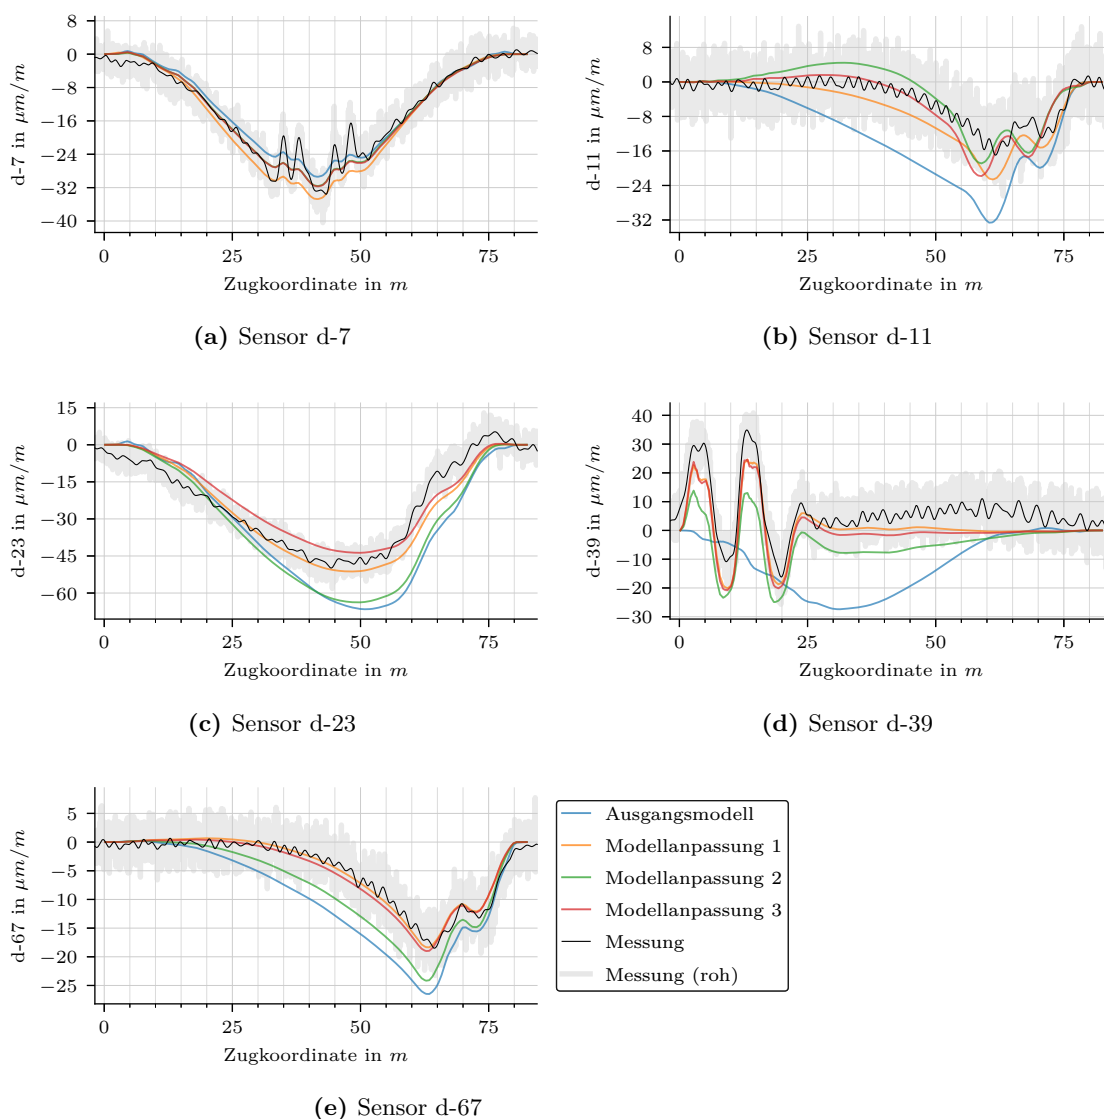 8
0
−8
−16
−24
−32
−40
d-7 in μm/m
0 25 50 75
Zugkoordinate in m
(a) Sensor d-7
8
0
−8
−16
−24
−32
d-11 in μm/m
0 25 50 75
Zugkoordinate in m
(b) Sensor d-11
15
0
−15
−30
−45
−60
d-23 in μm/m
0 25 50 75
Zugkoordinate in m
(c) Sensor d-23
40
30
20
10
0
−10
−20
−30
d-39 in μm/m
0 25 50 75
Zugkoordinate in m
(d) Sensor d-39
5
0
−5
−10
−15
−20
−25
d-67 in μm/m
0 25 50 75
Zugkoordinate in m
(e) Sensor d-67
Ausgangsmodell
Modellanpassung 1
Modellanpassung 2
Modellanpassung 3
Messung
Messung (roh)